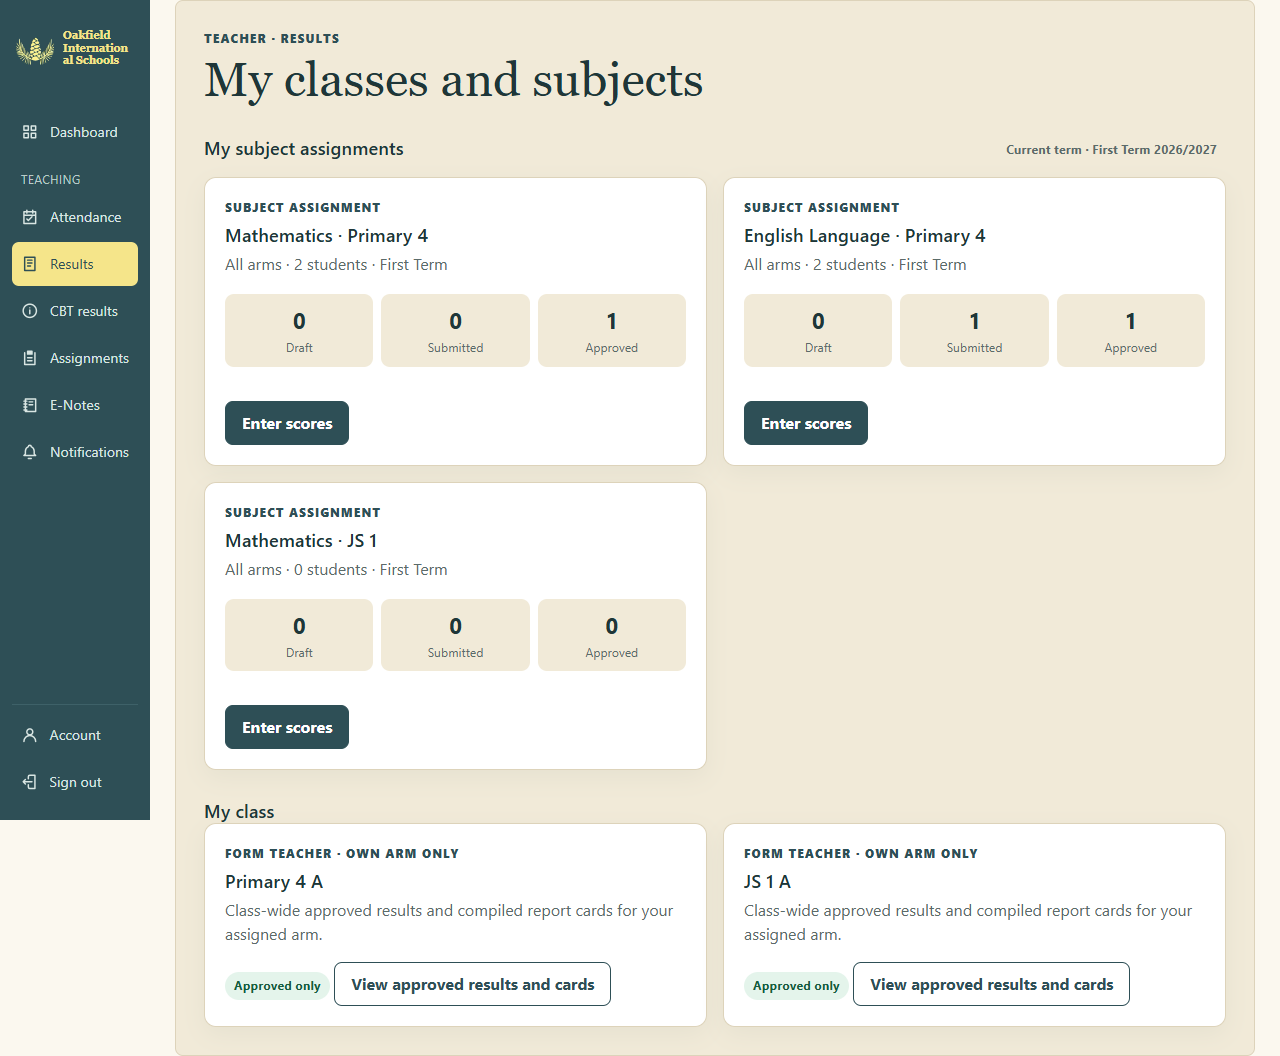 Oakfield
Internation
al Schools
Dashboard
TEACHING
Attendance
Results
CBT results
Assignments
E-Notes
Notifications
Account
Sign out
TEACHER · RESULTS
My classes and subjects
My subject assignments
Current term · First Term 2026/2027
SUBJECT ASSIGNMENT
Mathematics · Primary 4
All arms · 2 students · First Term
0
Draft
0
Submitted
1
Approved
Enter scores
SUBJECT ASSIGNMENT
English Language · Primary 4
All arms · 2 students · First Term
0
Draft
1
Submitted
1
Approved
Enter scores
SUBJECT ASSIGNMENT
Mathematics · JS 1
All arms · 0 students · First Term
0
Draft
0
Submitted
0
Approved
Enter scores
My class
FORM TEACHER · OWN ARM ONLY
Primary 4 A
Class-wide approved results and compiled report cards for your
assigned arm.
Approved only
View approved results and cards
FORM TEACHER · OWN ARM ONLY
JS 1 A
Class-wide approved results and compiled report cards for your
assigned arm.
Approved only
View approved results and cards